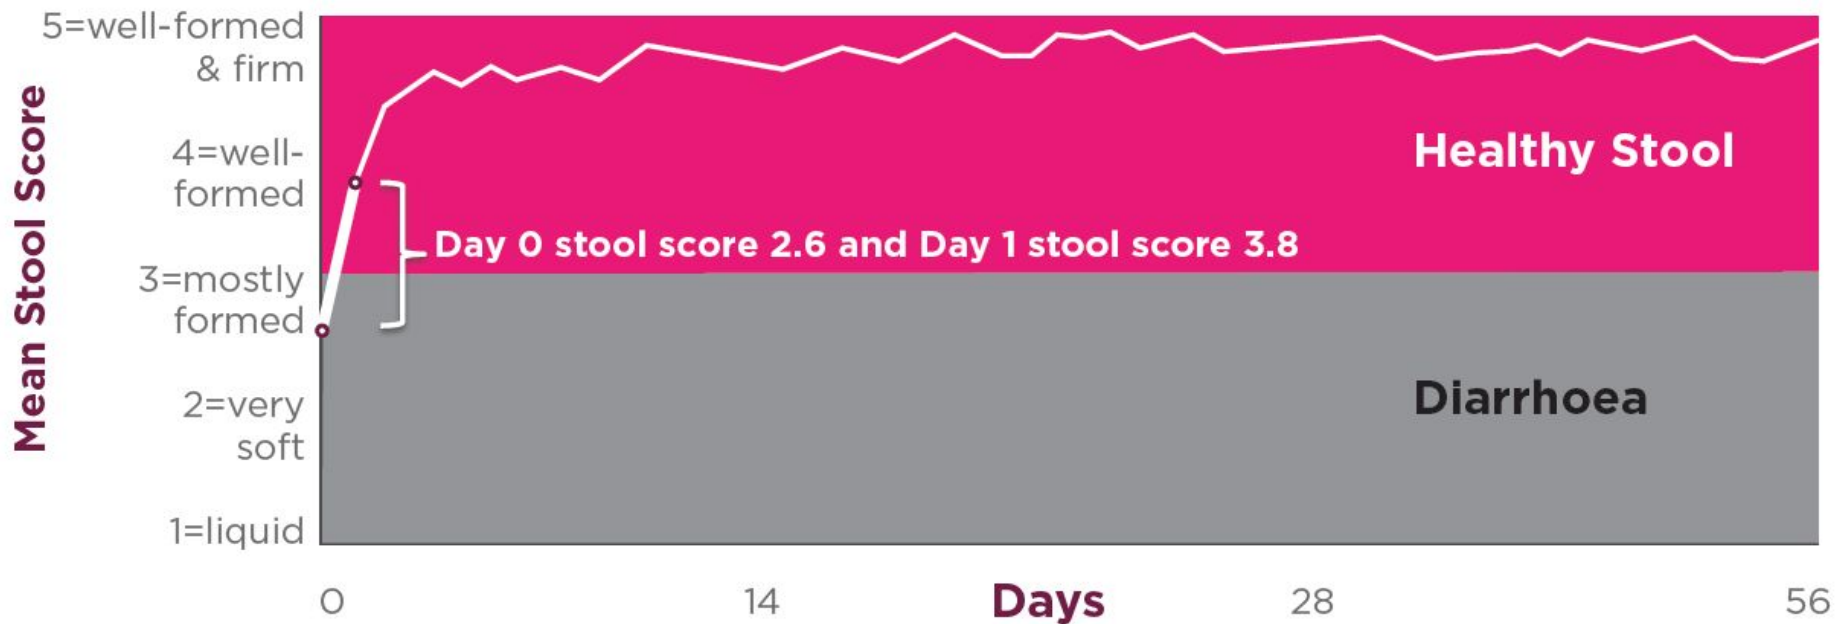 Mean Stool Score
5=well-formed
& firm
4=well-
formed
3=mostly
formed
2=very
soft
1=liquid
Healthy Stool
Day 0 stool score 2.6 and Day 1 stool score 3.8
Diarrhoea
0
14
Days
28
56